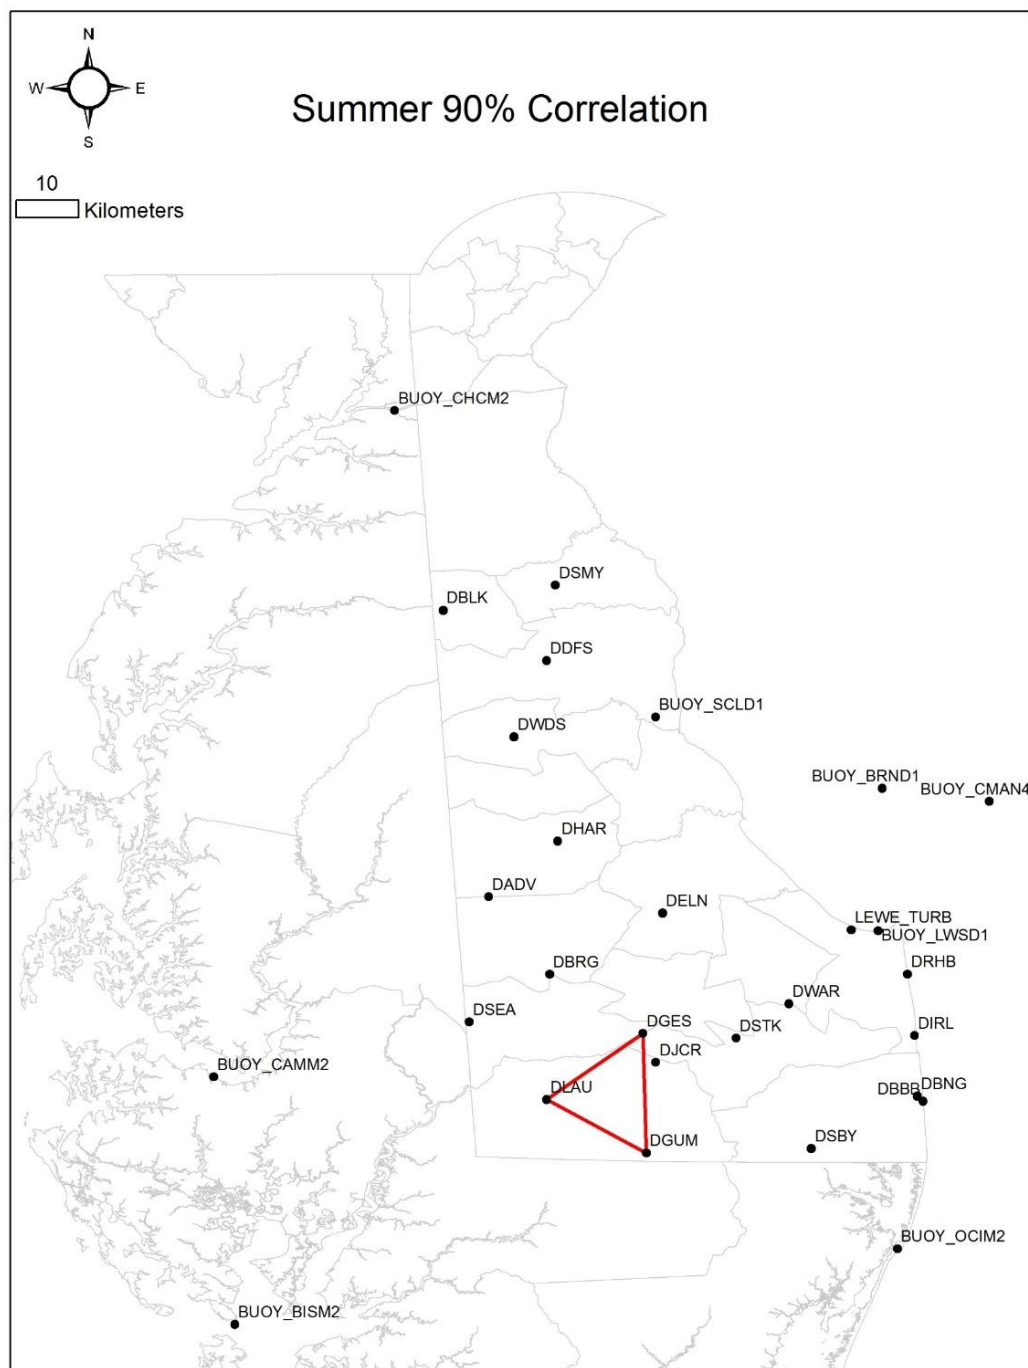 N
W E
S
Summer 90% Correlation
10
Kilometers
BUOY_CHCM2
DSMY
DBLK
DDFS
BUOY_SCLD1
DWDS
BUOY_BRND1
BUOY_CMAN4
DHAR
DADV
DELN
LEWE_TURB
BUOY_LWSD1
DBRG
DRHB
DWAR
DSEA
DGES
DSTK
DIRL
DJCR
BUOY_CAMM2
DLAU
DBBB
DBNG
DGUM
DSBY
BUOY_OCIM2
BUOY_BISM2